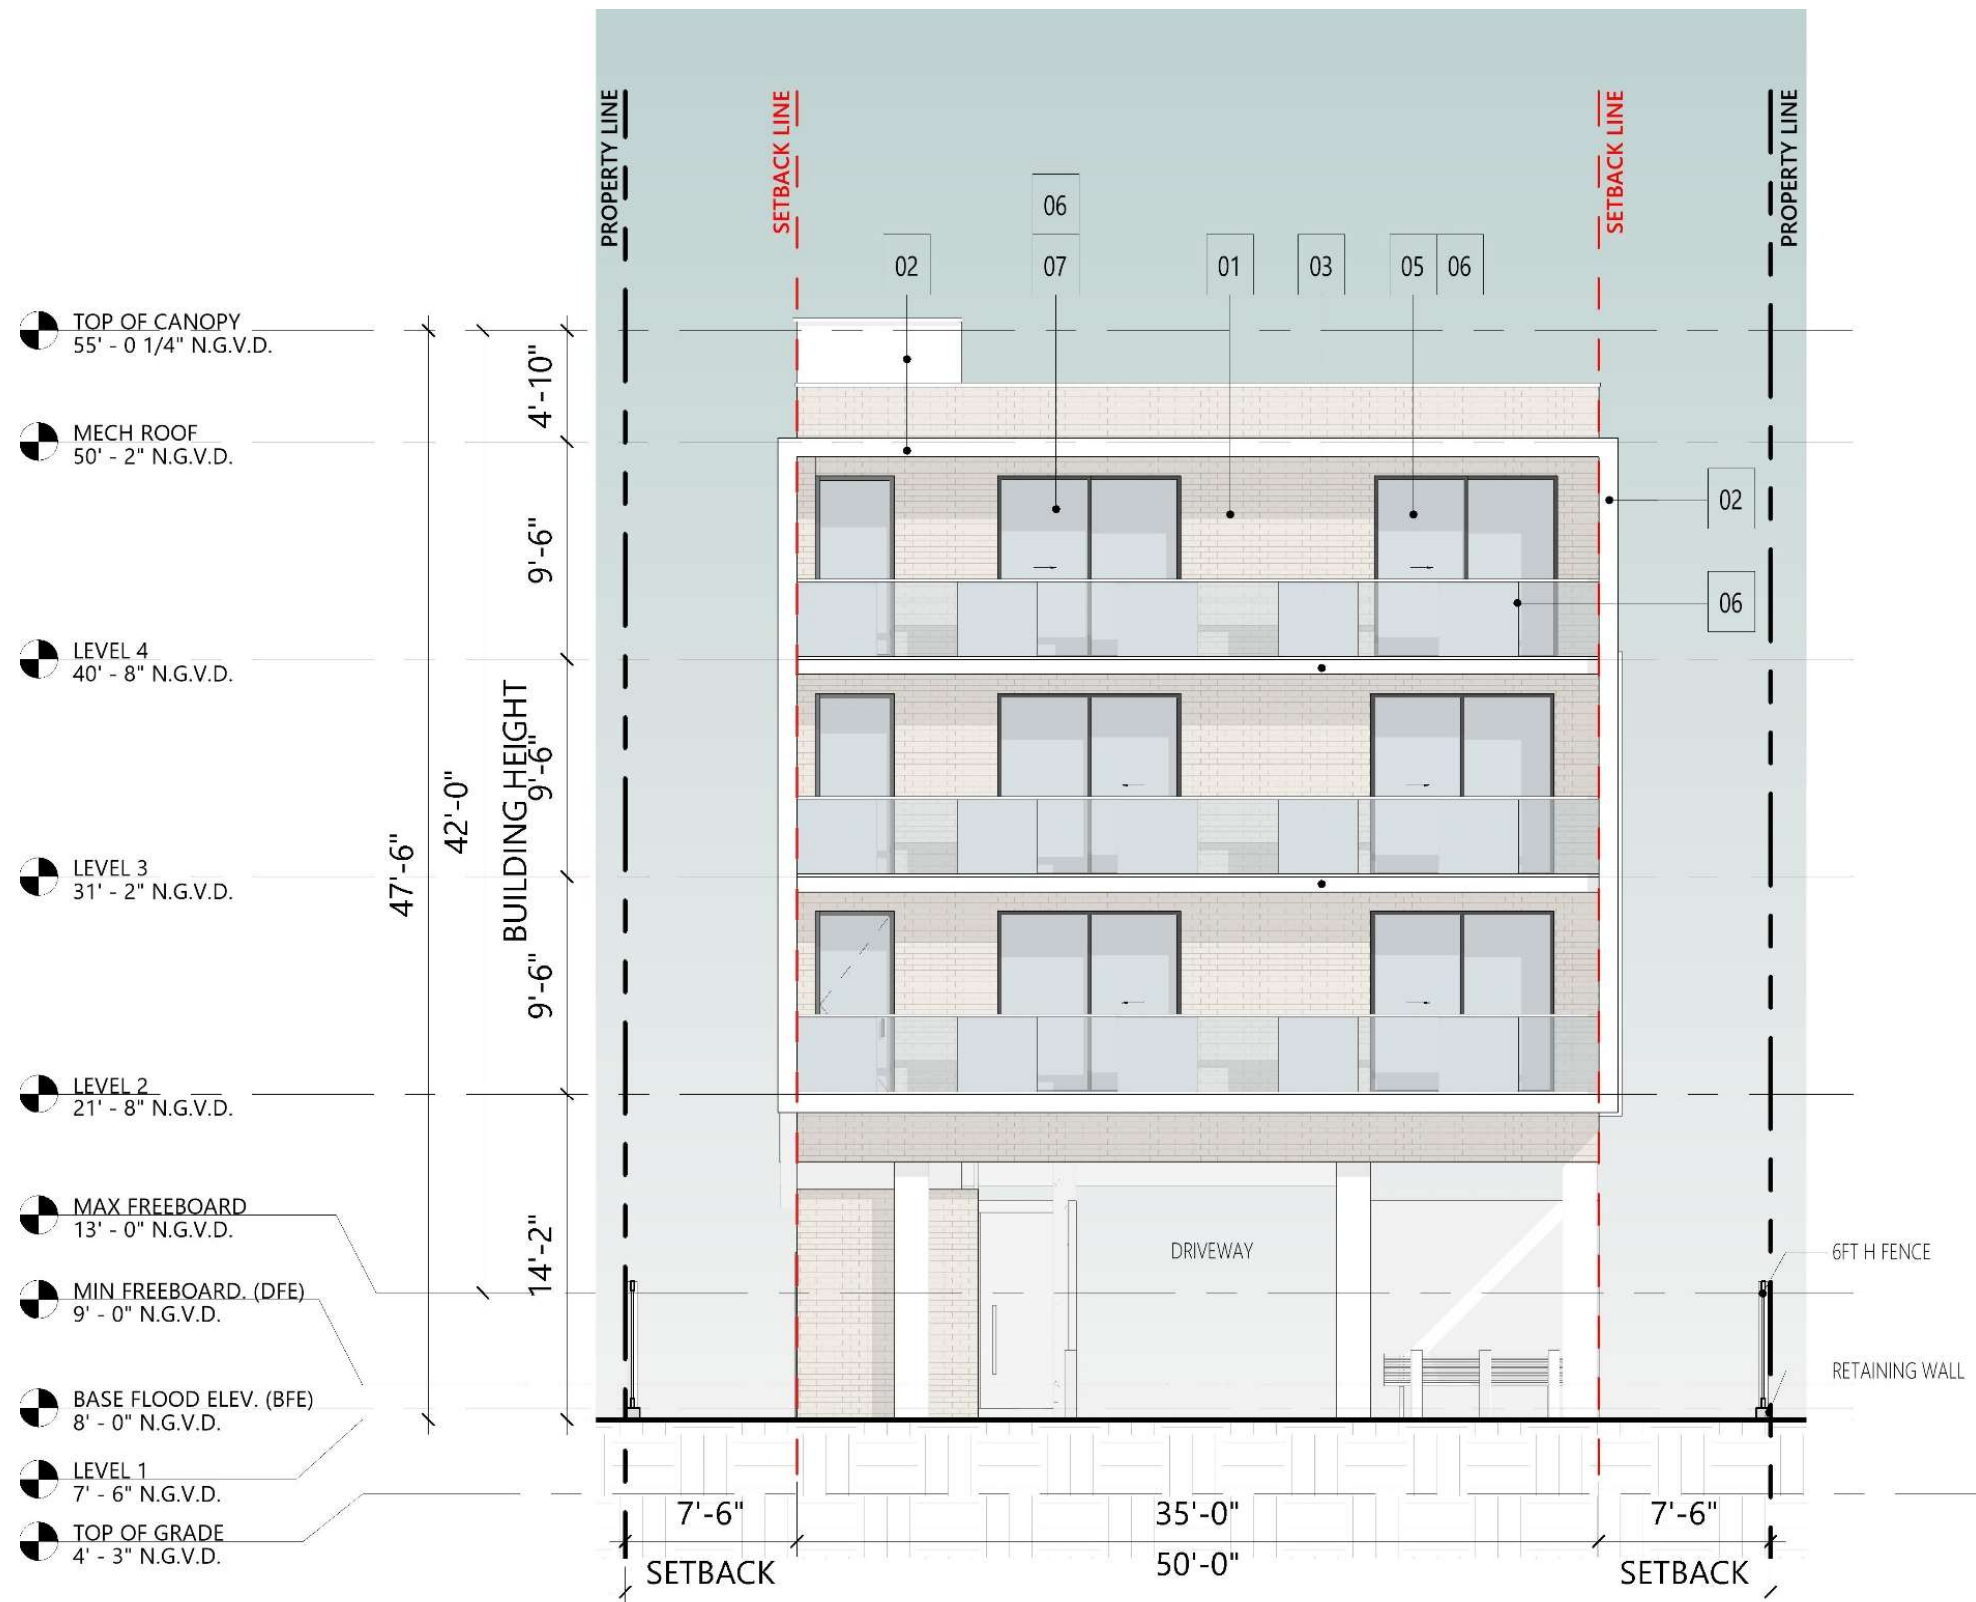 PROPERTY LINE
SETBACK LINE
SETBACK LINE
PROPERTY LINE
06
02
07
01
03
05
06
TOP OF CANOPY
55' - 0 1/4" N.G.V.D.
4'-10"
MECH ROOF
50' - 2" N.G.V.D.
02
9'-6"
06
LEVEL 4
40' - 8" N.G.V.D.
BUILDING HEIGHT
9'-6"
42'-0"
47'-6"
LEVEL 3
31' - 2" N.G.V.D.
9'-6"
LEVEL 2
21' - 8" N.G.V.D.
MAX FREEBOARD
13' - 0" N.G.V.D.
14'-2"
DRIVEWAY
6FT H FENCE
MIN FREEBOARD. (DFE)
9' - 0" N.G.V.D.
RETAINING WALL
BASE FLOOD ELEV. (BFE)
8' - 0" N.G.V.D.
LEVEL 1
7' - 6" N.G.V.D.
7'-6"
35'-0"
7'-6"
TOP OF GRADE
4' - 3" N.G.V.D.
SETBACK
50'-0"
SETBACK